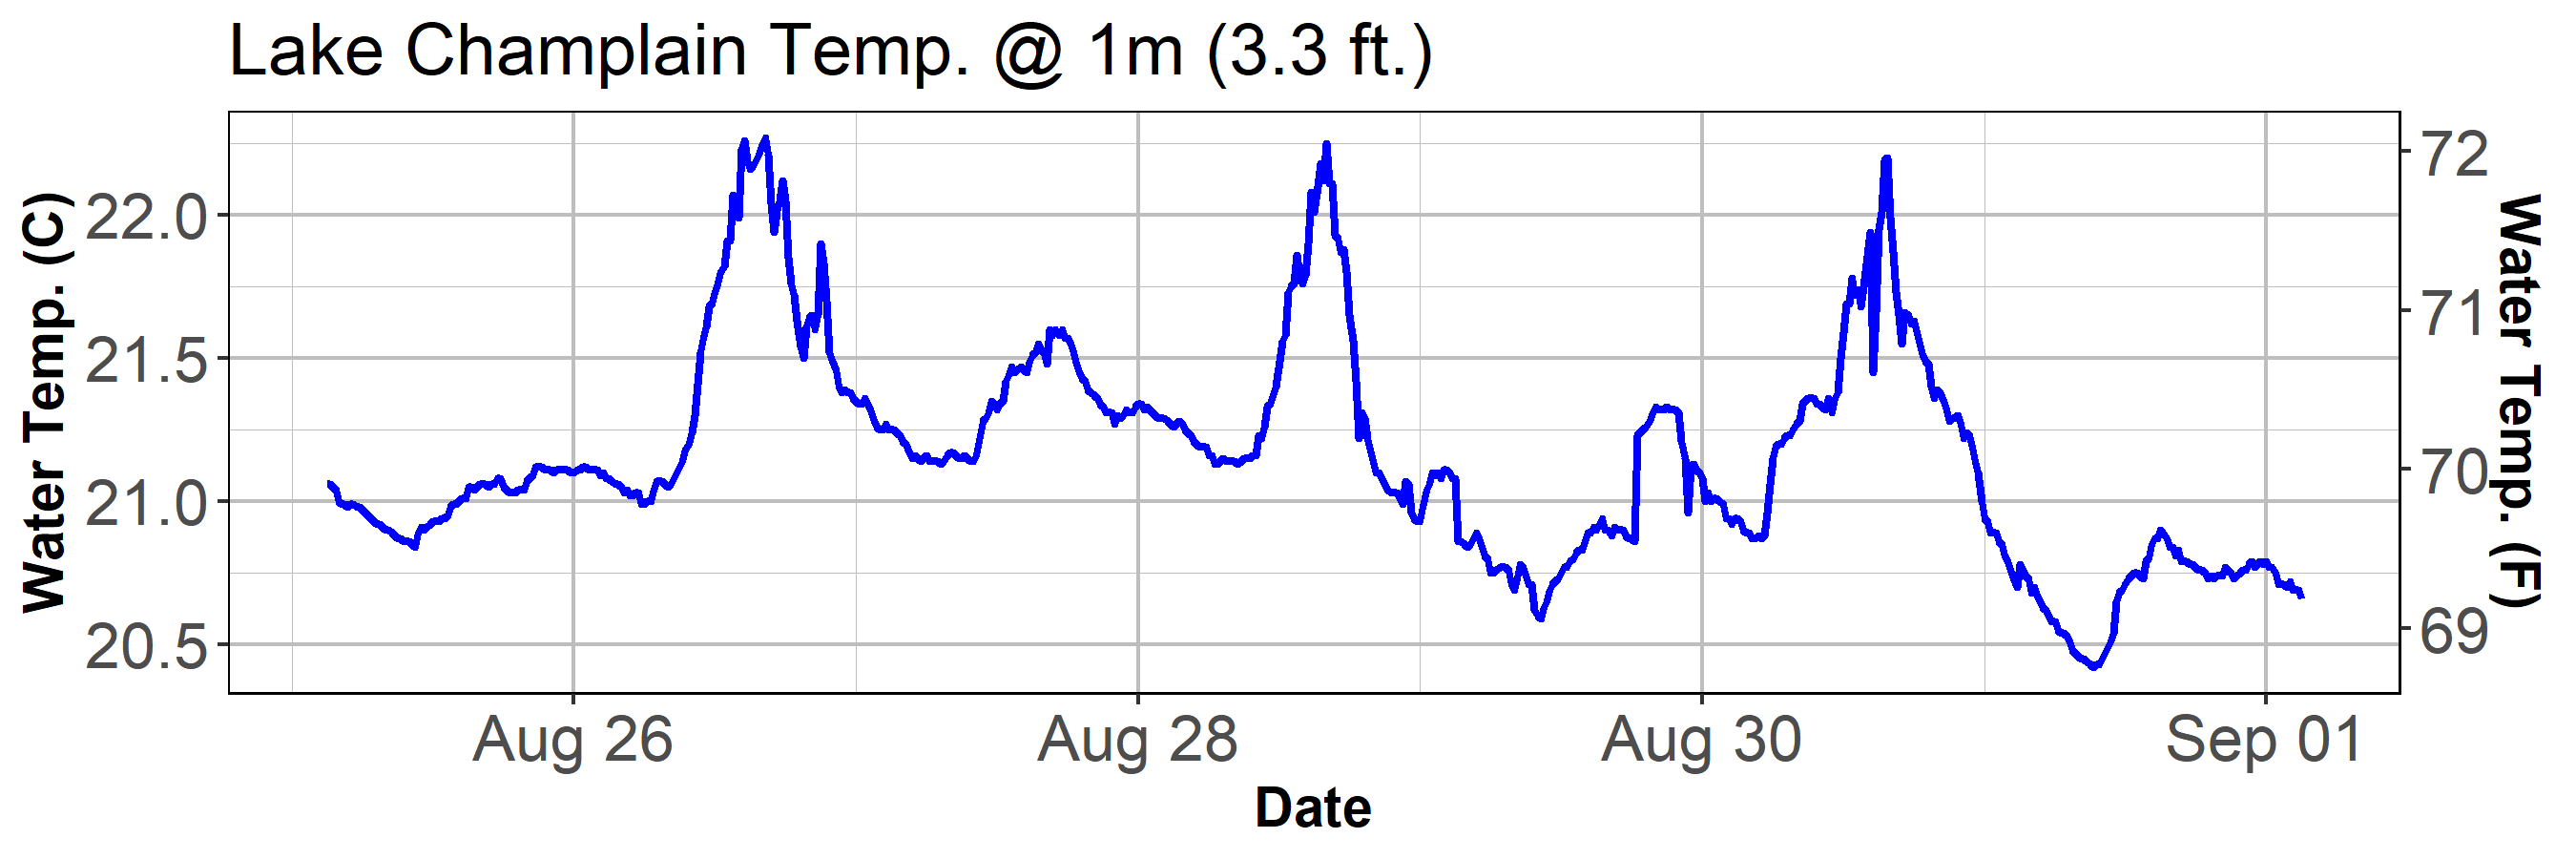 Lake Champlain Temp. @ 1m (3.3 ft.)
Water Temp. (C)
22.0
21.5
21.0
20.5
72
71
70
69
Water Temp. (F)
Aug 26
Aug 28
Aug 30
Sep 01
Date